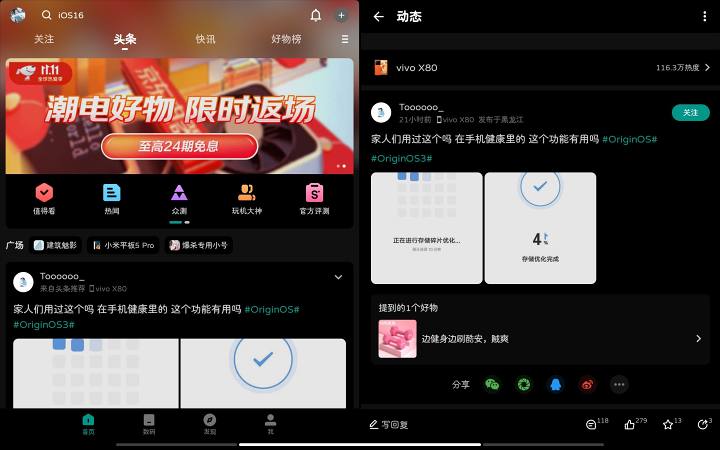 iOS16
关注
头条
快讯
好物榜
11.11
潮电好物 限时返场
至高24期免息
值得看
热闻
众测
玩机大神
官方评测
广场
建筑魅影
小米平板5 Pro
爆杀专用小号
Toooooo_
来自头条推荐 vivo X80
家人们用过这个吗 在手机健康里的 这个功能有用吗 #OriginOS#
#OriginOS3#
首页
数码
发现
我
动态
vivo X80
116.3万热度
Toooooo_
21小时前 vivo X80 发布于黑龙江
关注
家人们用过这个吗 在手机健康里的 这个功能有用吗 #OriginOS#
#OriginOS3#
正在进行存储碎片优化...
4
存储优化完成
提到的1个好物
边健身边刷酷安，贼爽
分享
写回复
118
279
13
3